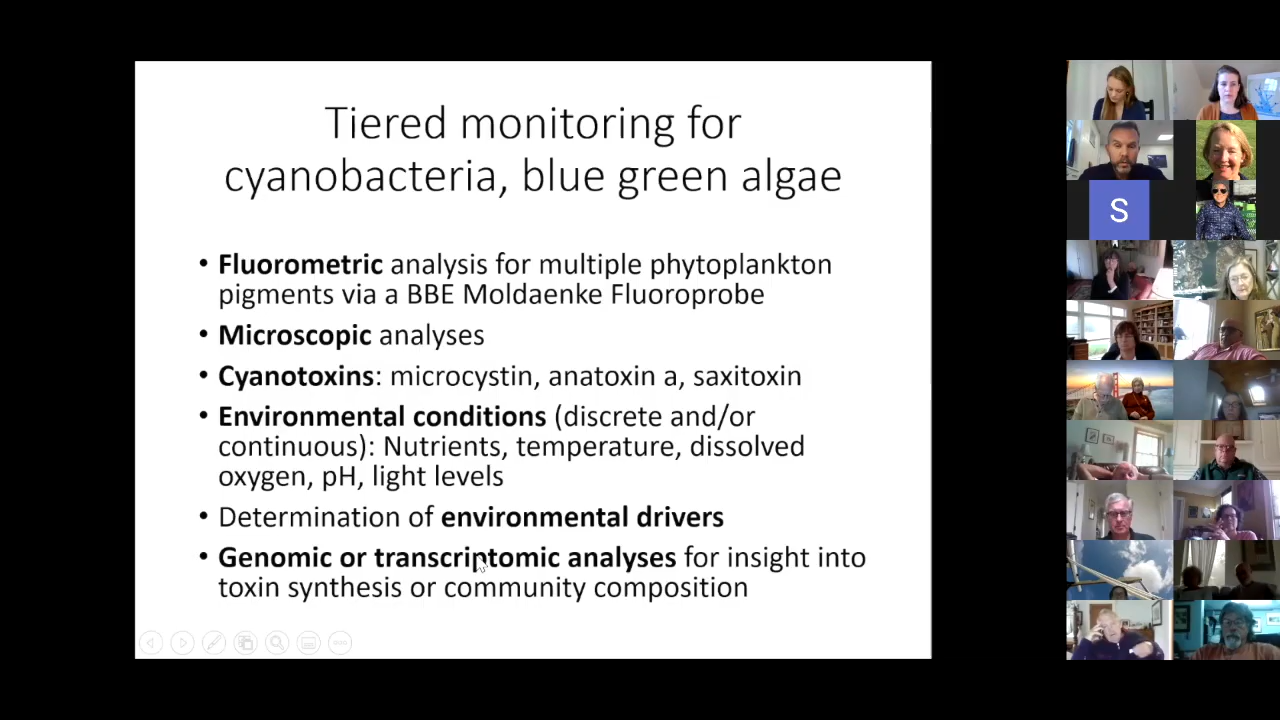 Tiered monitoring for
cyanobacteria, blue green algae
• Fluorometric analysis for multiple phytoplankton
pigments via a BBE Moldaenke Fluoroprobe
• Microscopic analyses
• Cyanotoxins: microcystin, anatoxin a, saxitoxin
• Environmental conditions (discrete and/or
continuous): Nutrients, temperature, dissolved
oxygen, pH, light levels
• Determination of environmental drivers
• Genomic or transcriptomic analyses for insight into
toxin synthesis or community composition
S